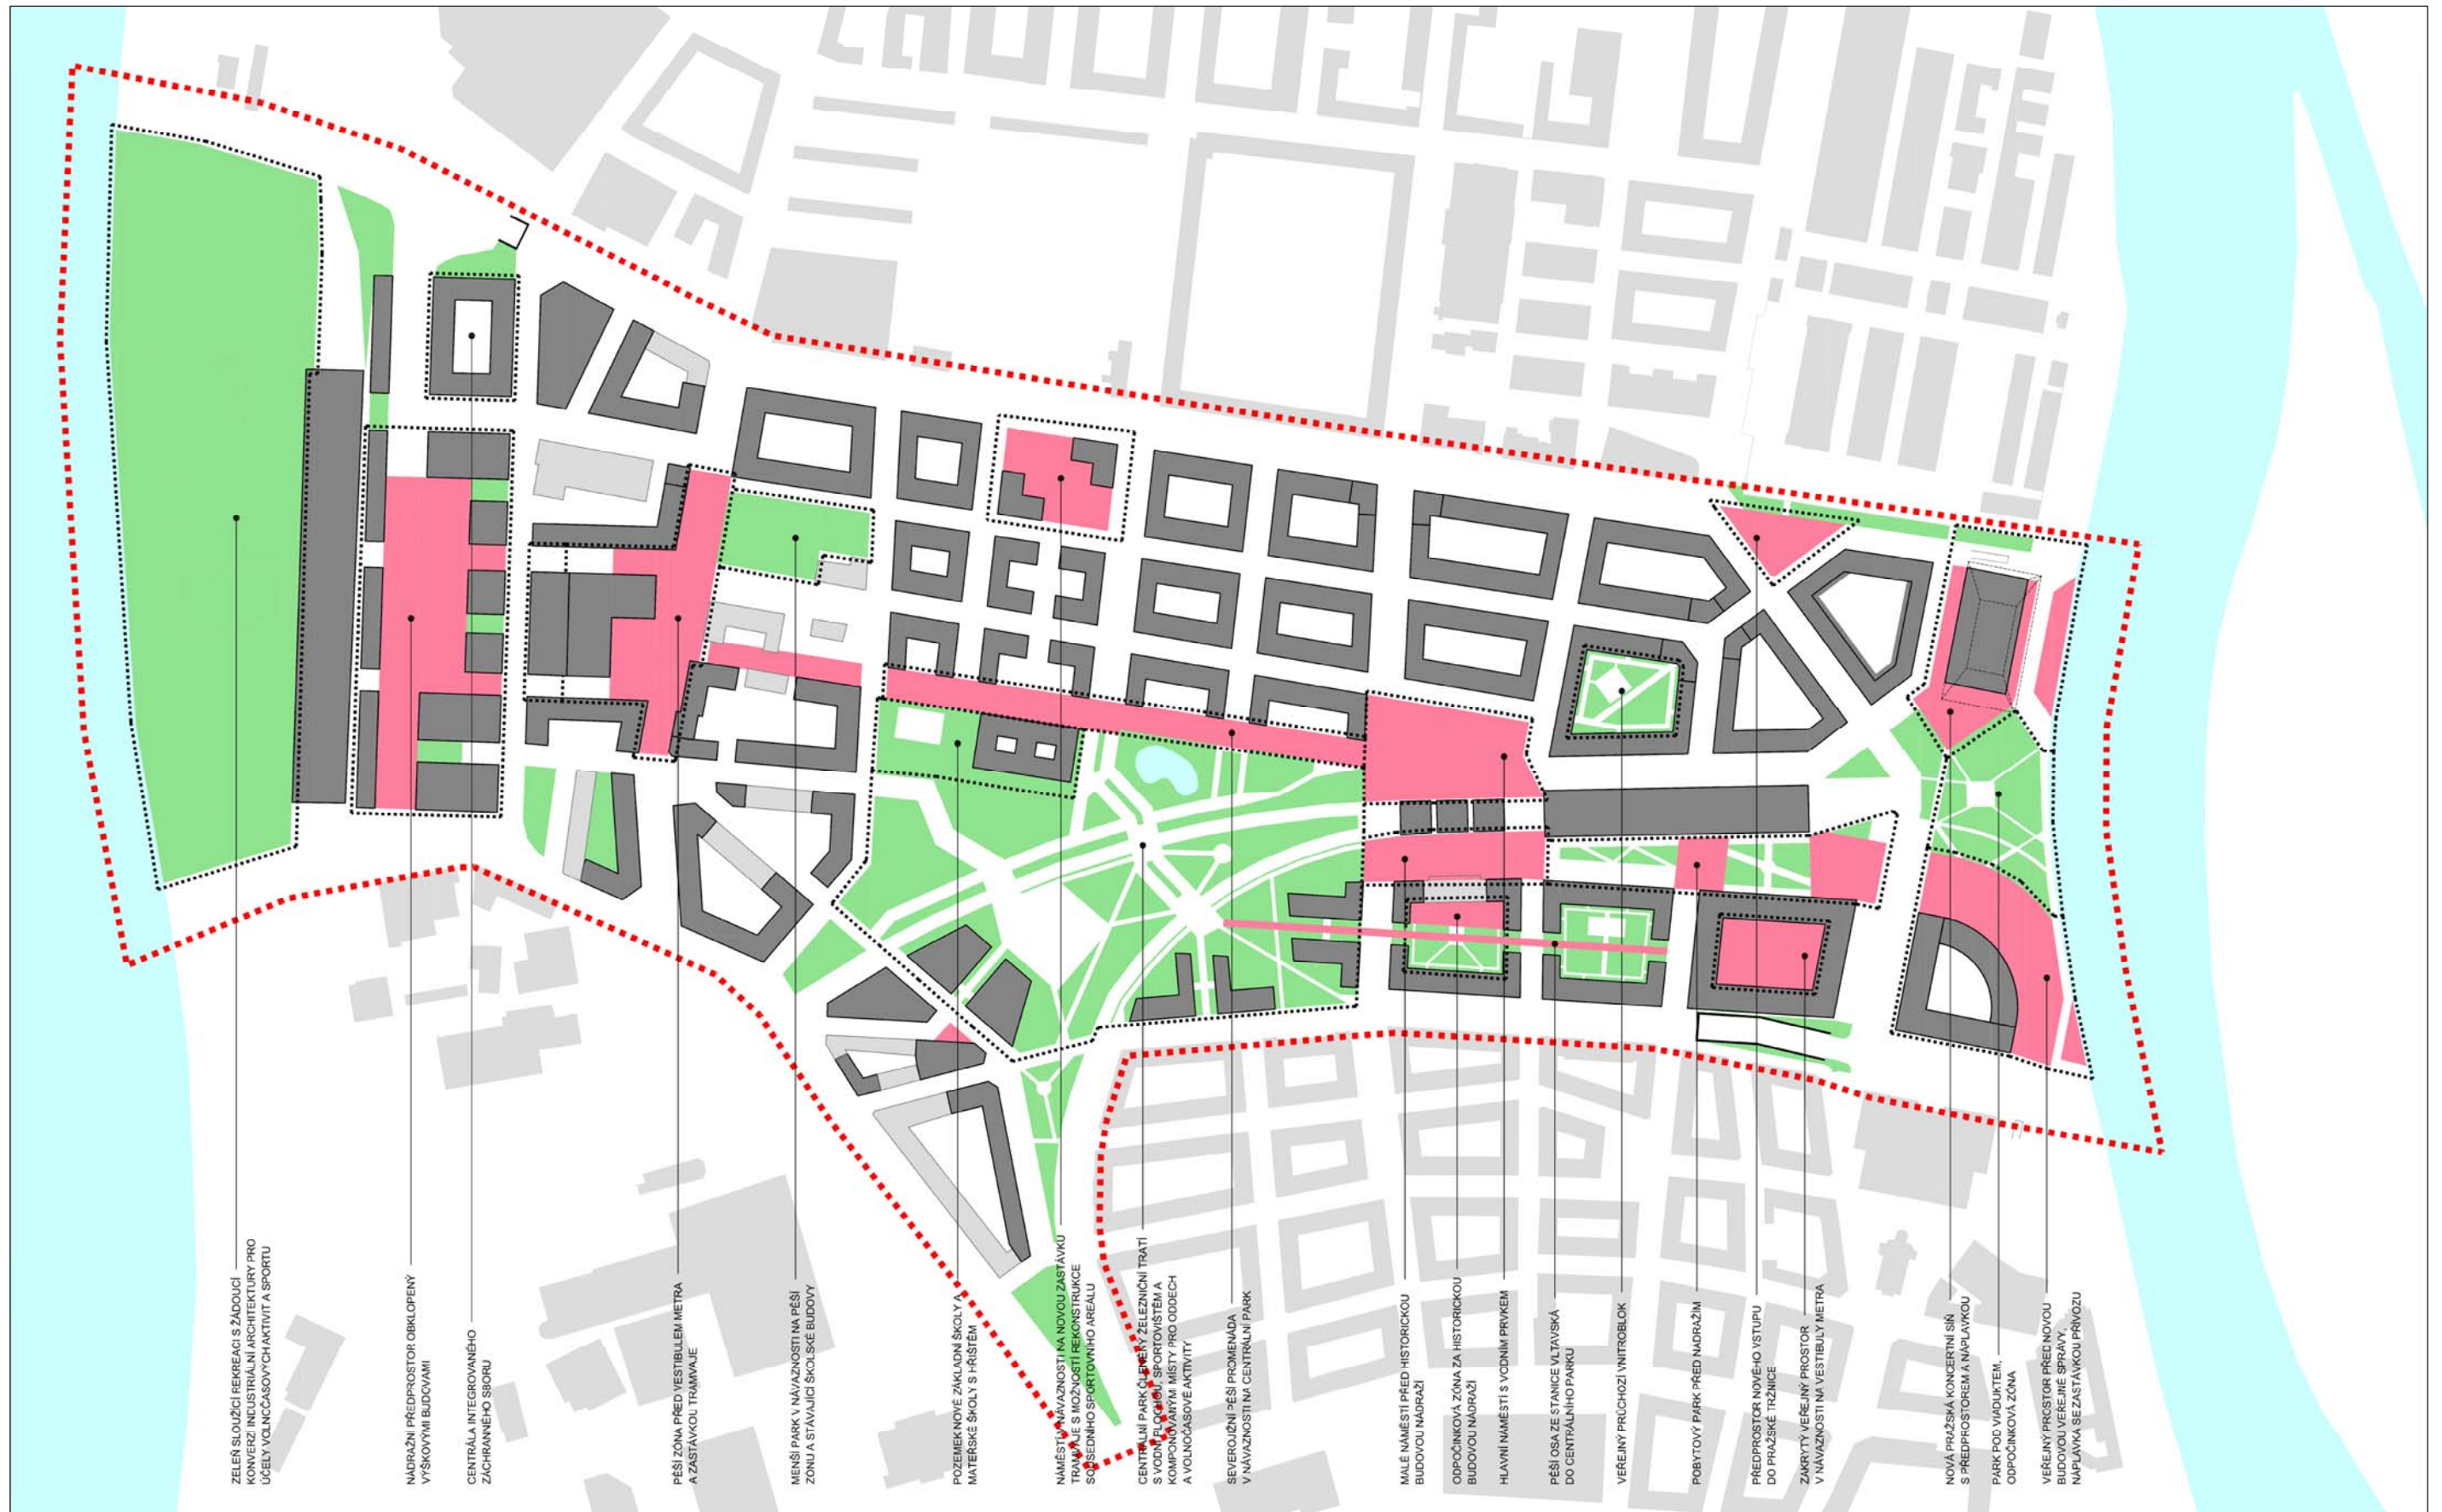 ZELEŇ SLOUŽÍCÍ REKREACI S ŽÁDOUCÍ
KONVERZÍ INDUSTRIÁLNÍ ARCHITEKTURY PRO
ÚČELY VOLNČČASOVÝCH AKTIVIT A SPORTU
NÁDRAŽNÍ PŘEDPROSTOR OBKLOPENÝ
VÝŠKOVÝMI BUDOVAMI
CENTRÁLA INTEGROVANÉHO
ZÁCHRANNÉHO SBORU
PĚŠÍ ZÓNA PŘED VESTIBULEM METRA
A ZASTÁVKOU TRAMVAJE
MENŠÍ PARK V NÁVAZNOSTI NA PĚŠÍ
ZONU A STÁVAJÍCÍ ŠKOLSKÉ BUDOVY
POZEMEK NOVÉ ZÁKLADNÍ ŠKOLY A
MATEŘSKÉ ŠKOLY S HŘIŠTĚM
NÁMĚSTÍ V NÁVAZNOSTI NA NOVOU ZASTÁVKU
TRAMVAJE S MOŽNOSTÍ REKONSTRUKCE
SOUSEDNÍHO SPORTOVNÍHO AREÁLU
CENTRÁLNÍ PARK ČLENĚNÝ ŽELEZNIČNÍ TRATÍ
S VODNÍ PLOCHOU, SPORTOVIŠTĚM A
KOMPONOVANÝMI MÍSTY PRO ODDECH
A VOLNOČASOVÉ AKTIVITY
SEVEROJIŽNÍ PĚŠÍ PROMENÁDA
V NÁVAZNOSTI NA CENTRÁLNÍ PARK
MALÉ NÁMĚSTÍ PŘED HISTORICKOU
BUDOVOU NÁDRAŽÍ
ODPOČINKOVÁ ZÓNA ZA HISTORICKOU
BUDOVOU NÁDRAŽÍ
HLAVNÍ NÁMĚSTÍ S VODNÍM PRVKEM
PĚŠÍ OSA ZE STANICE VLTAVSKÁ
DO CENTRÁLNÍHO PARKU
VEŘEJNÝ PRŮCHOZÍ VNITROBLOK
POBYTOVÝ PARK PŘED NÁDRAŽÍM
PŘEDPROSTOR NOVÉHO VSTUPU
DO PRAŽSKÉ TRŽNICE
ZAKRYTÝ VEŘEJNÝ PROSTOR
V NÁVAZNOSTI NA VESTIBULY METRA
NOVÁ PRAŽSKÁ KONCERTNÍ SÍŇ
S PŘEDPROSTOREM A NÁPLAVKOU
PARK POD VIADUKTEM,
ODPOČINKOVÁ ZÓNA
VEŘEJNÝ PROSTOR PŘED NOVOU
BUDOVOU VEŘEJNÉ SPRÁVY,
NÁPLAVKA SE ZASTÁVKOU PŘÍVOZU